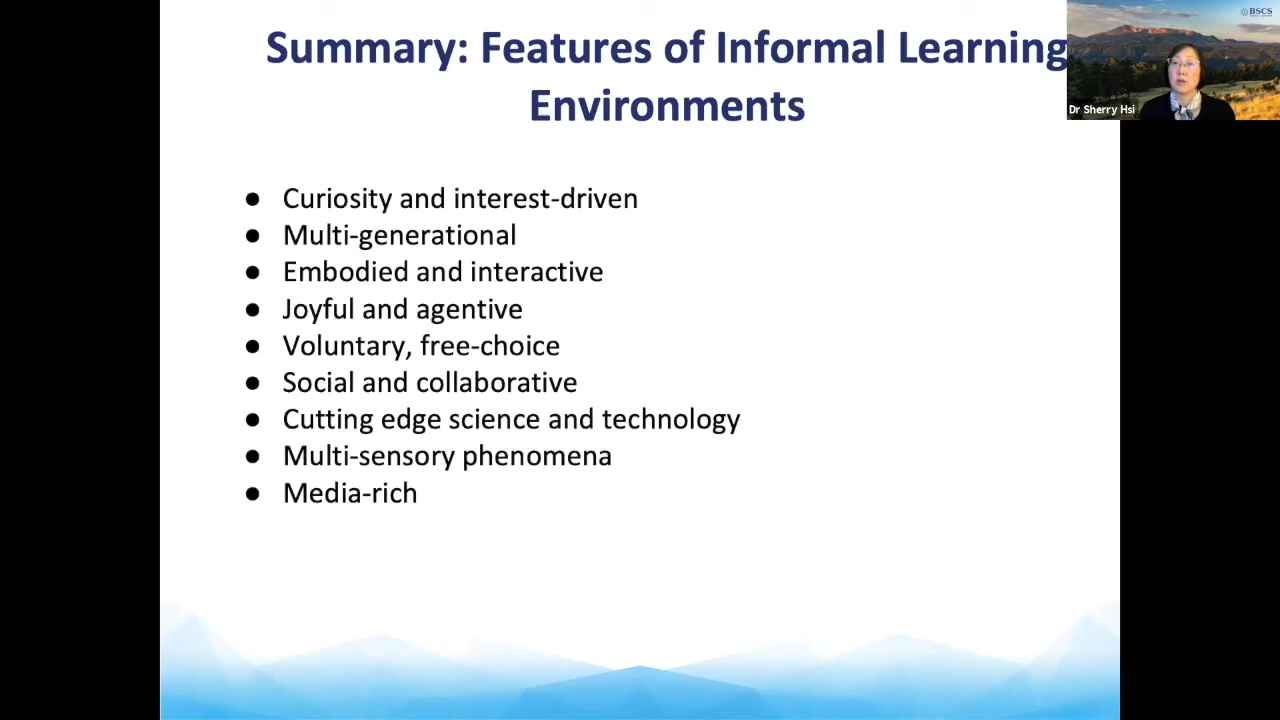 Summary: Features of Informal Learning
Environments
BSCS
Dr Sherry Hsi
● Curiosity and interest-driven
● Multi-generational
● Embodied and interactive
● Joyful and agentive
● Voluntary, free-choice
● Social and collaborative
● Cutting edge science and technology
● Multi-sensory phenomena
● Media-rich